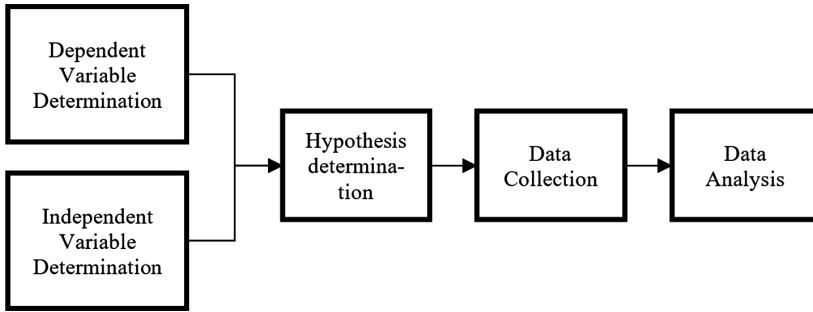 Dependent
Variable
Determination
Independent
Variable
Determination
Hypothesis
determina-
tion
Data
Collection
Data
Analysis